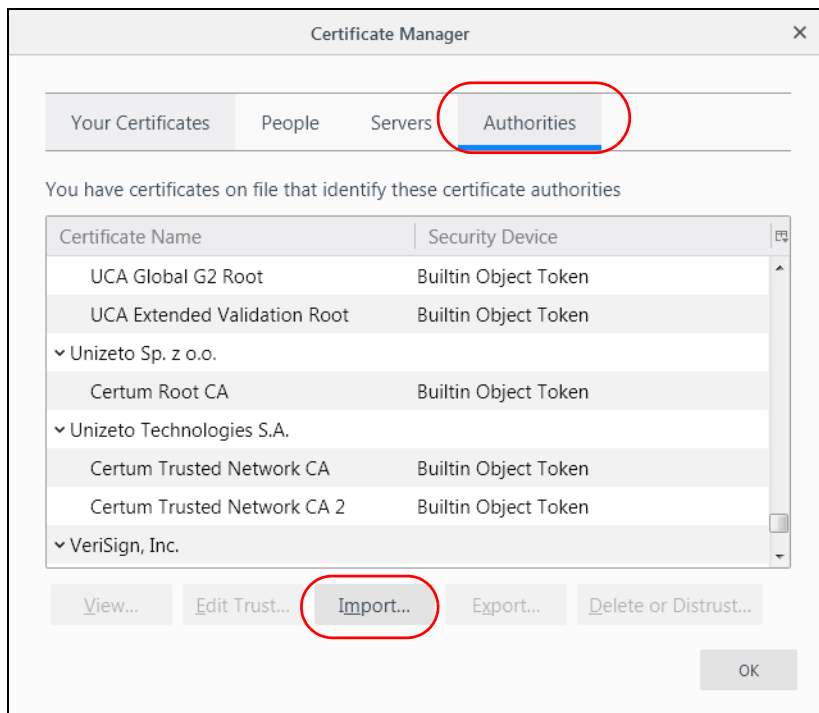 Certificate Manager
Your Certificates People Servers Authorities
You have certificates on file that identify these certificate authorities
Certificate Name Security Device
UCA Global G2 Root Builtin Object Token
UCA Extended Validation Root Builtin Object Token
Unizeto Sp. z o.o.
Certum Root CA Builtin Object Token
Unizeto Technologies S.A.
Certum Trusted Network CA Builtin Object Token
Certum Trusted Network CA 2 Builtin Object Token
VeriSign, Inc.
View... Edit Trust... Import... Export... Delete or Distrust...
OK